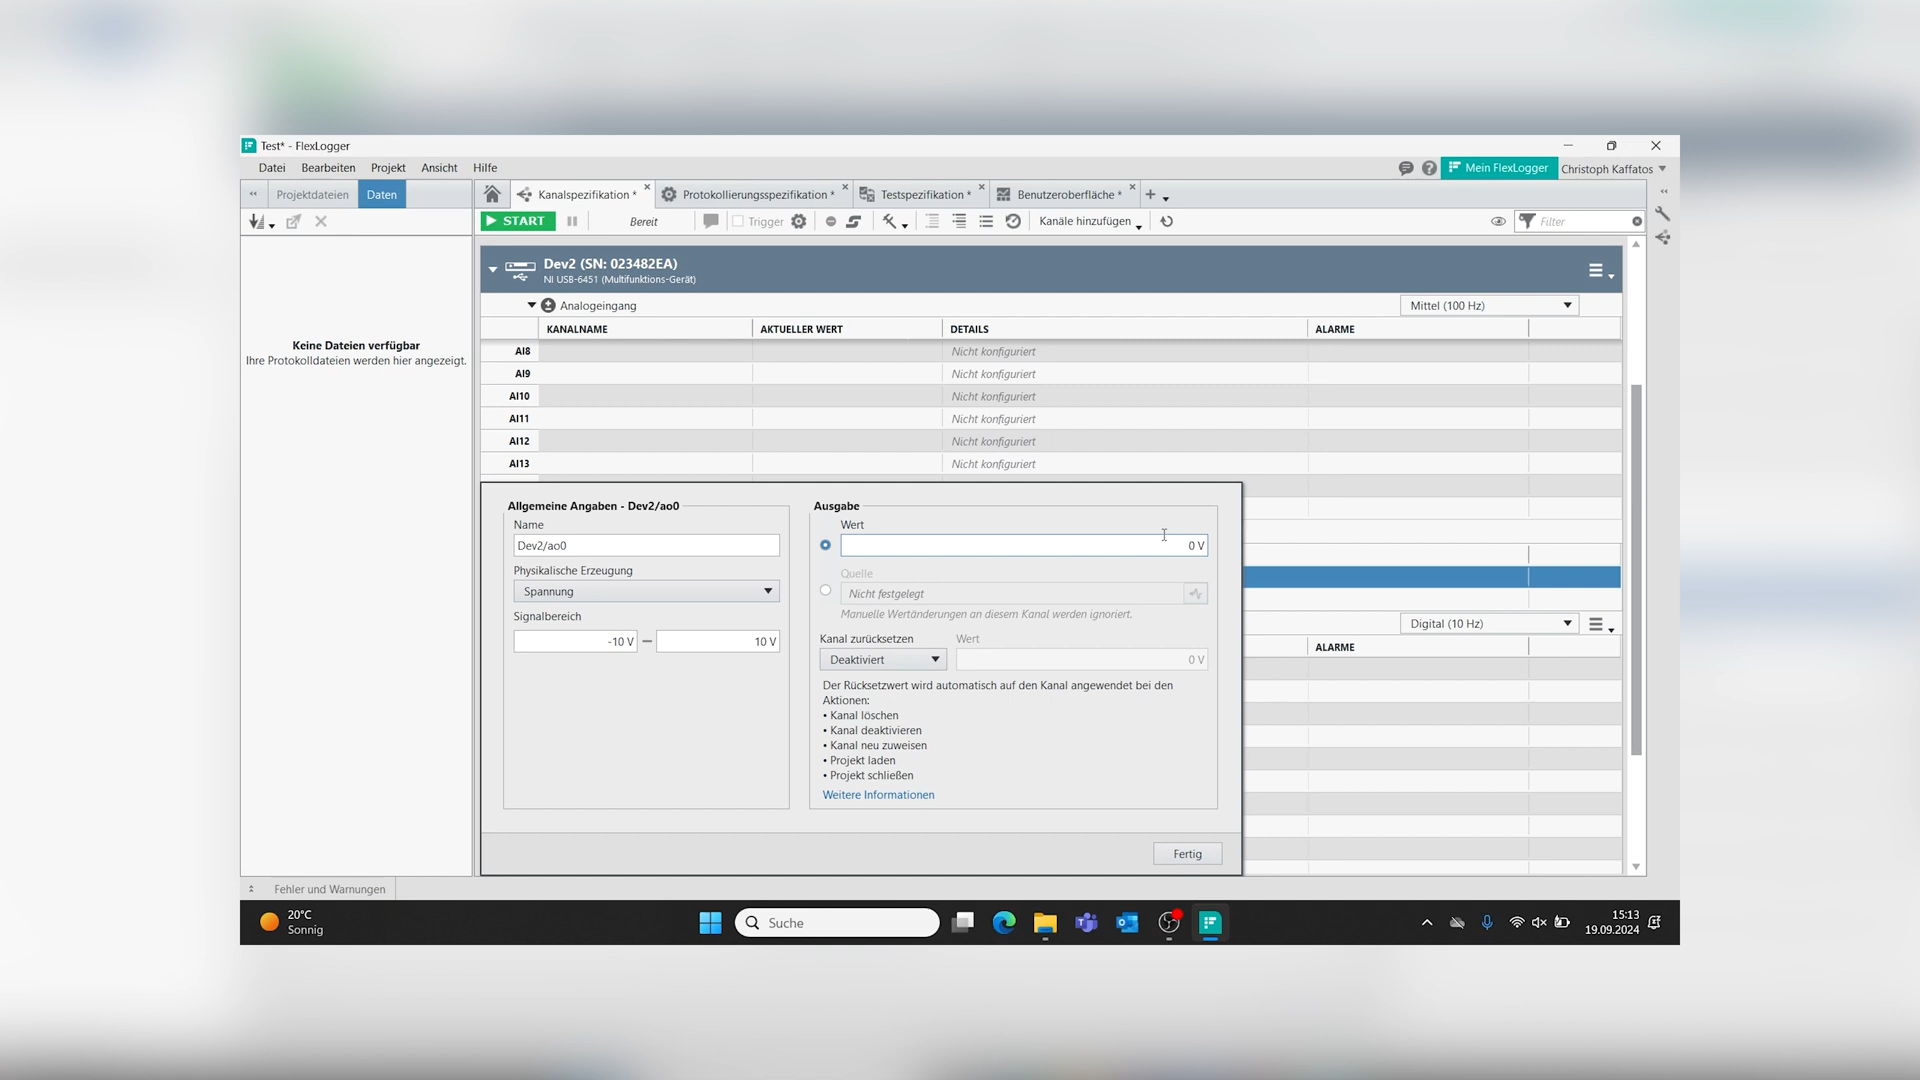 Test* - FlexLogger
Datei Bearbeiten Projekt Ansicht Hilfe
Mein FlexLogger Christoph Kaffatos
Projektdateien Daten
Kanalspezifikation * Protokollierungsspezifikation * Testspezifikation * Benutzeroberfläche *
START Bereit Trigger Kanäle hinzufügen Filter
Dev2 (SN: 023482EA)
NI USB-6451 (Multifunktions-Gerät)
Analogeingang Mittel (100 Hz)
KANALNAME AKTUELLER WERT DETAILS ALARME
Keine Dateien verfügbar
Ihre Protokolldateien werden hier angezeigt.
AI8 Nicht konfiguriert
AI9 Nicht konfiguriert
AI10 Nicht konfiguriert
AI11 Nicht konfiguriert
AI12 Nicht konfiguriert
AI13 Nicht konfiguriert
Allgemeine Angaben - Dev2/ao0
Name
Dev2/ao0
Physikalische Erzeugung
Spannung
Signalbereich
-10 V
10 V
Ausgabe
Wert
0 V
Quelle
Nicht festgelegt
Manuelle Wertänderungen an diesem Kanal werden ignoriert.
Kanal zurücksetzen Wert
Deaktiviert 0 V
Der Rücksetzwert wird automatisch auf den Kanal angewendet bei den
Aktionen:
• Kanal löschen
• Kanal deaktivieren
• Kanal neu zuweisen
• Projekt laden
• Projekt schließen
Weitere Informationen
Fertig
Digital (10 Hz)
ALARME
Fehler und Warnungen
20°C
Sonnig
Suche
15:13
19.09.2024